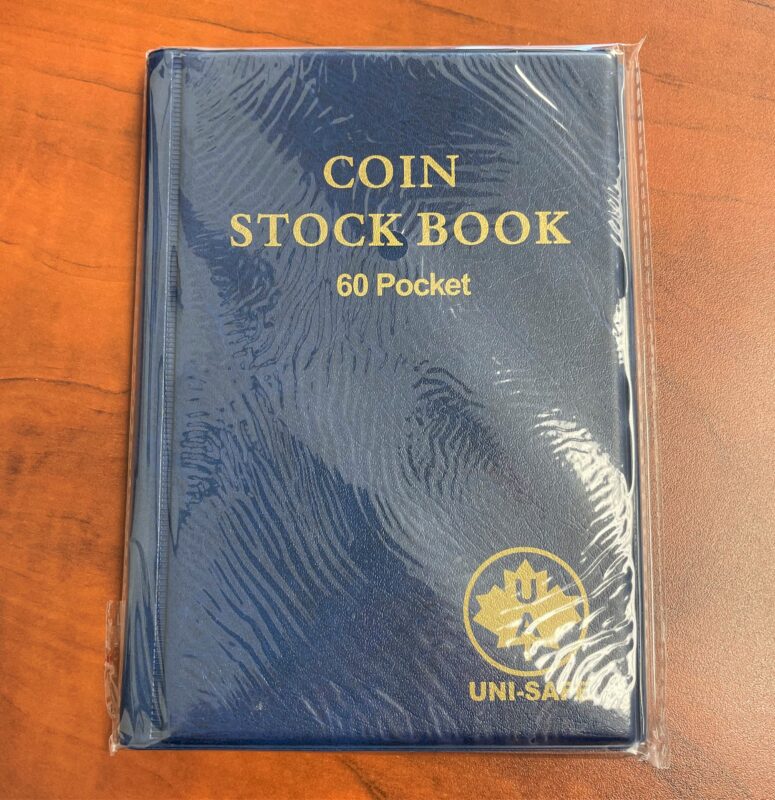 COIN
STOCK BOOK
60 Pocket
U
A
UNI-SAFE